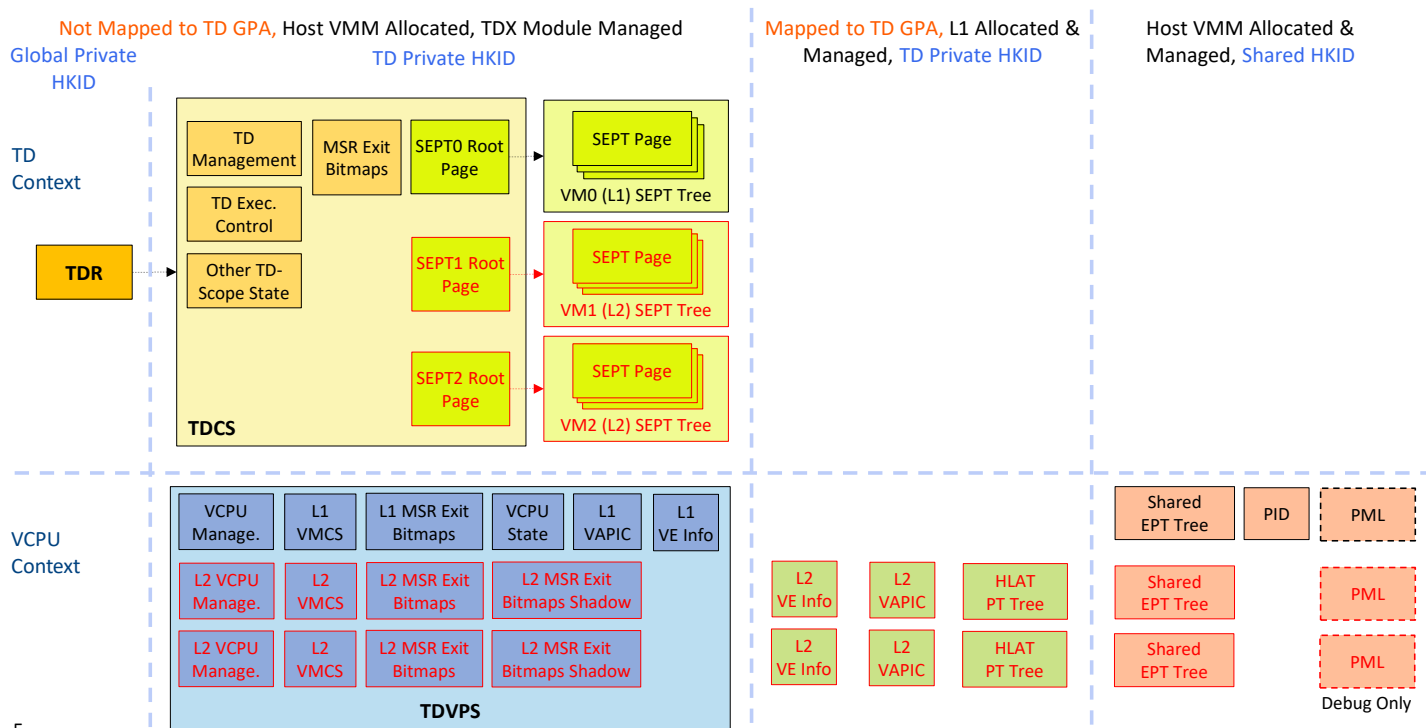 Not Mapped to TD GPA, Host VMM Allocated, TDX Module Managed
Global Private
HKID
TD Private HKID
Mapped to TD GPA, L1 Allocated &
Managed, TD Private HKID
Host VMM Allocated &
Managed, Shared HKID
TD
Context
TDR
TD
Management
MSR Exit
Bitmaps
SEPT0 Root
Page
SEPT Page
VM0 (L1) SEPT Tree
TD Exec.
Control
Other TD-
Scope State
SEPT1 Root
Page
SEPT Page
VM1 (L2) SEPT Tree
SEPT2 Root
Page
SEPT Page
VM2 (L2) SEPT Tree
TDCS
VCPU
Context
VCPU
Manage.
L1
VMCS
L1 MSR Exit
Bitmaps
VCPU
State
L1
VAPIC
L1
VE Info
Shared
EPT Tree
PID
PML
L2 VCPU
Manage.
L2
VMCS
L2 MSR Exit
Bitmaps
L2 MSR Exit
Bitmaps Shadow
L2
VE Info
L2
VAPIC
HLAT
PT Tree
Shared
EPT Tree
PML
L2 VCPU
Manage.
L2
VMCS
L2 MSR Exit
Bitmaps
L2 MSR Exit
Bitmaps Shadow
L2
VE Info
L2
VAPIC
HLAT
PT Tree
Shared
EPT Tree
PML
Debug Only
TDVPS